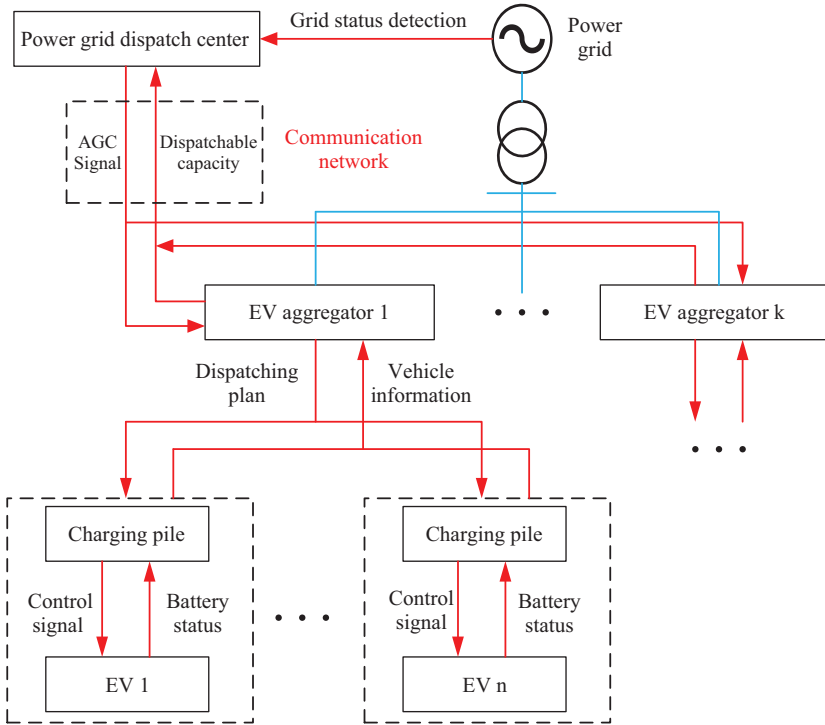 Grid status detection
Power grid dispatch center
Power
grid
AGC
Signal
Dispatchable
capacity
Communication
network
EV aggregator 1
• • •
EV aggregator k
Dispatching
plan
Vehicle
information
• • •
Charging pile
Charging pile
Control
signal
Battery
status
• • •
Control
signal
Battery
status
EV 1
EV n